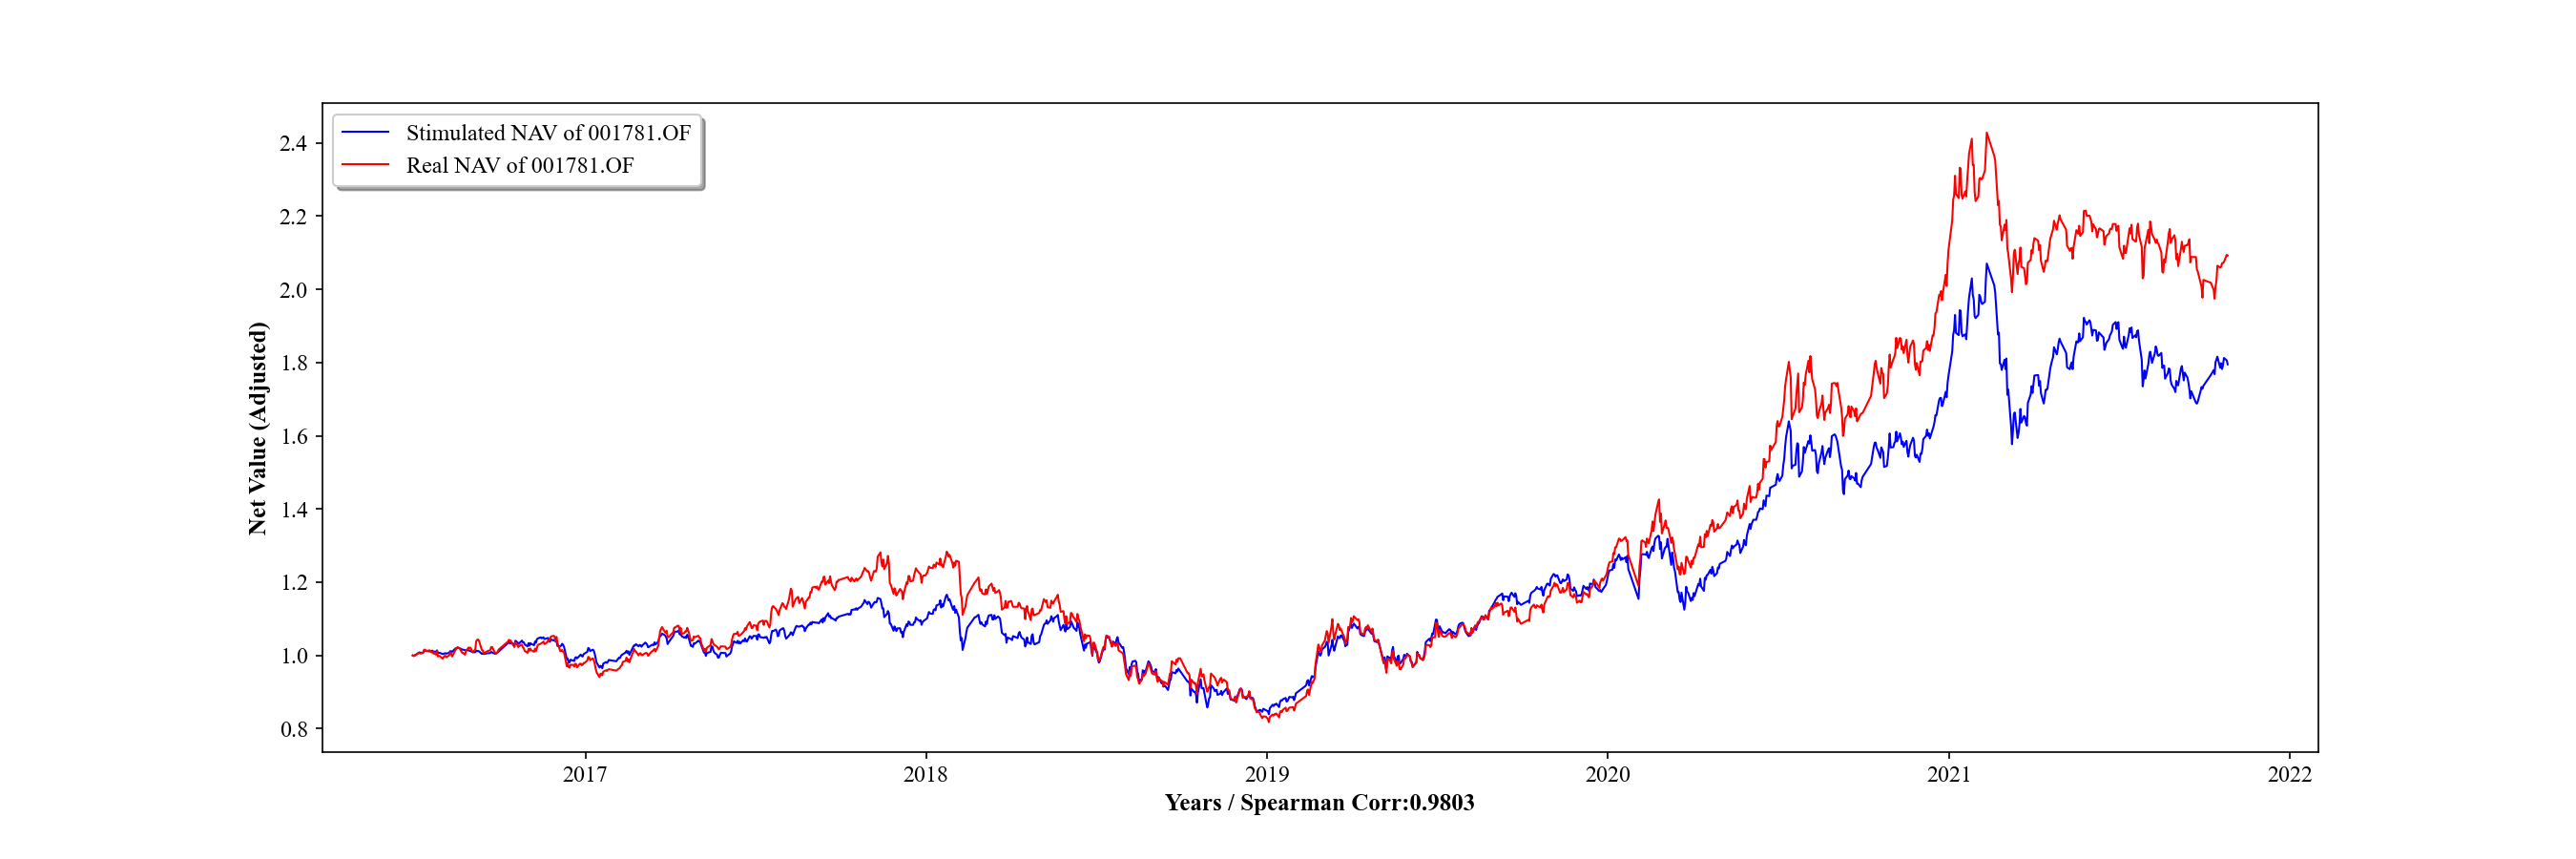 Stimulated NAV of 001781.OF
Real NAV of 001781.OF
2.4
2.2
2.0
1.8
1.6
1.4
1.2
1.0
0.8
Net Value (Adjusted)
2017 2018 2019 2020 2021 2022
Years / Spearman Corr:0.9803